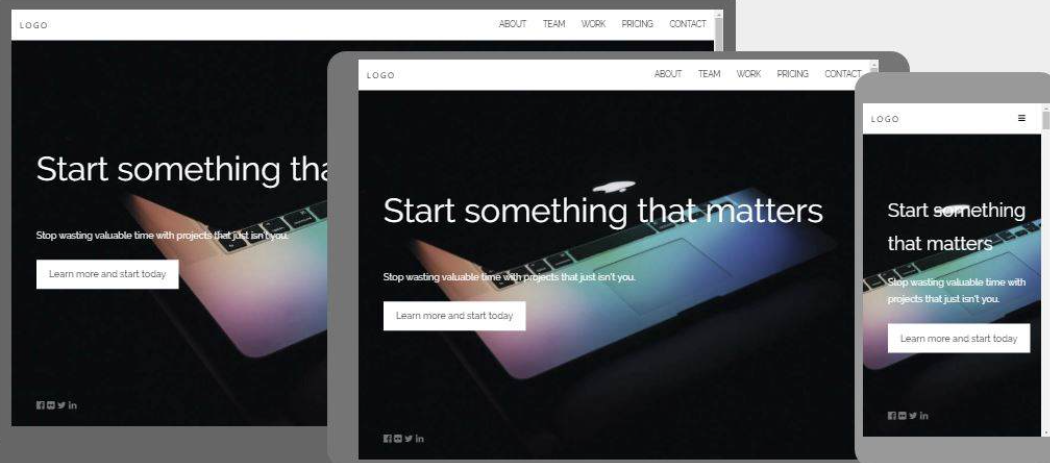 LOGO
ABOUT TEAM WORK PRICING CONTACT
Start something tha
Stop wasting valuable time with projects that just isn't you.
Learn more and start today
in
LOGO
ABOUT TEAM WORK PRICING CONTACT
Start something that matters
Stop wasting valuable time with projects that just isn't you.
Learn more and start today
in
LOGO
Start something
that matters
Stop wasting valuable time with
projects that just isn't you.
Learn more and start today
in